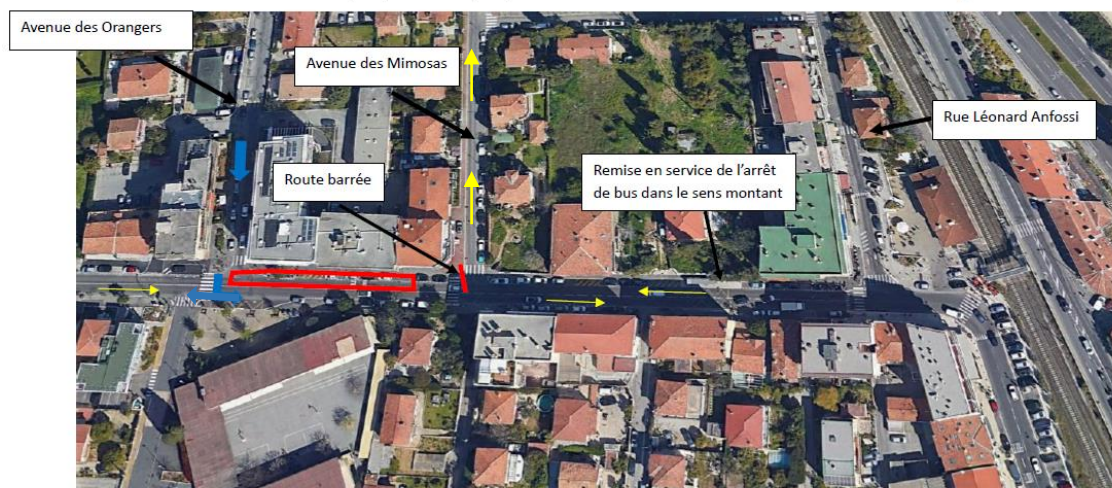 Avenue des Orangers
Avenue des Mimosas
Rue Léonard Anfossi
Route barrée
Remise en service de l’arrêt
de bus dans le sens montant